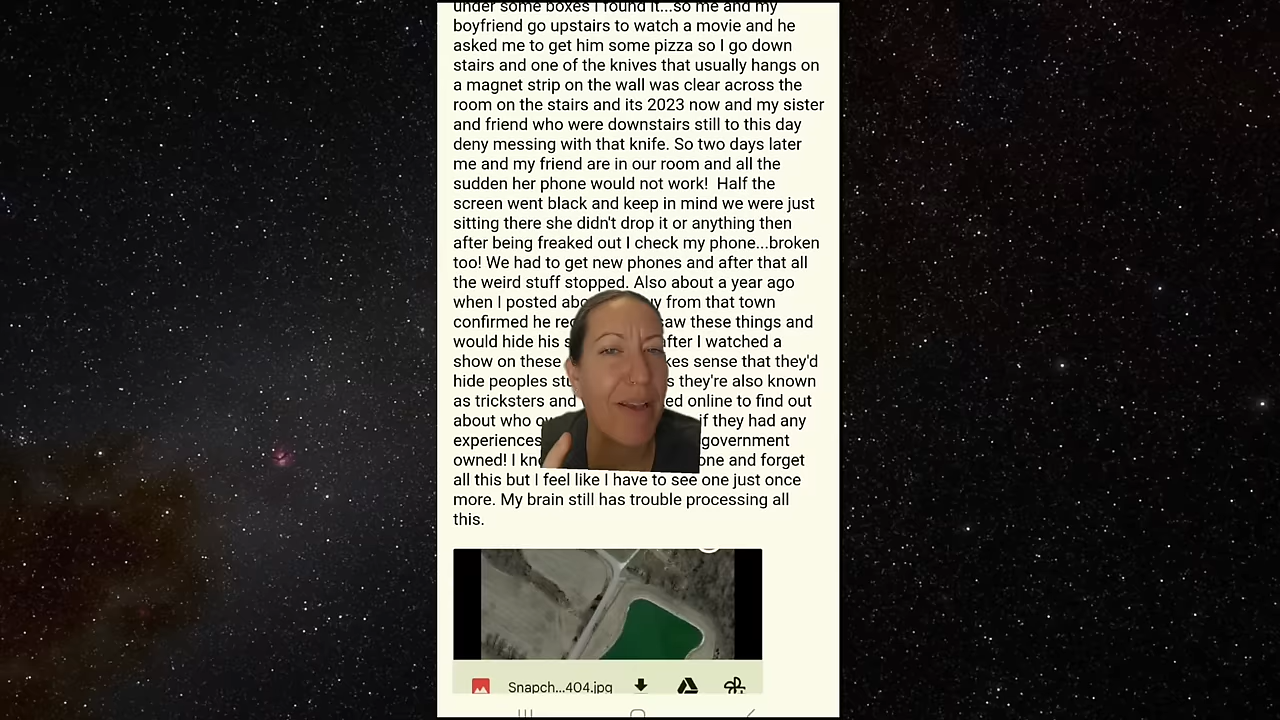 under some boxes I found it...so me and my
boyfriend go upstairs to watch a movie and he
asked me to get him some pizza so I go down
stairs and one of the knives that usually hangs on
a magnet strip on the wall was clear across the
room on the stairs and its 2023 now and my sister
and friend who were downstairs still to this day
deny messing with that knife. So two days later
me and my friend are in our room and all the
sudden her phone would not work!  Half the
screen went black and keep in mind we were just
sitting there she didn't drop it or anything then
after being freaked out I check my phone...broken
too! We had to get new phones and after that all
the weird stuff stopped. Also about a year ago
when I posted from that town
confirmed he saw these things and
would hide his I watched a
show on these sense that they'd
hide peoples they're also known
as tricksters and online to find out
about who if they had any
experiences government
owned! I and forget
all this but I feel like I have to see one just once
more. My brain still has trouble processing all
this.
Snapch...404.jpg